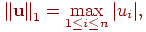 ‖u‖₁ = max_{1≤i≤n} |uᵢ|,